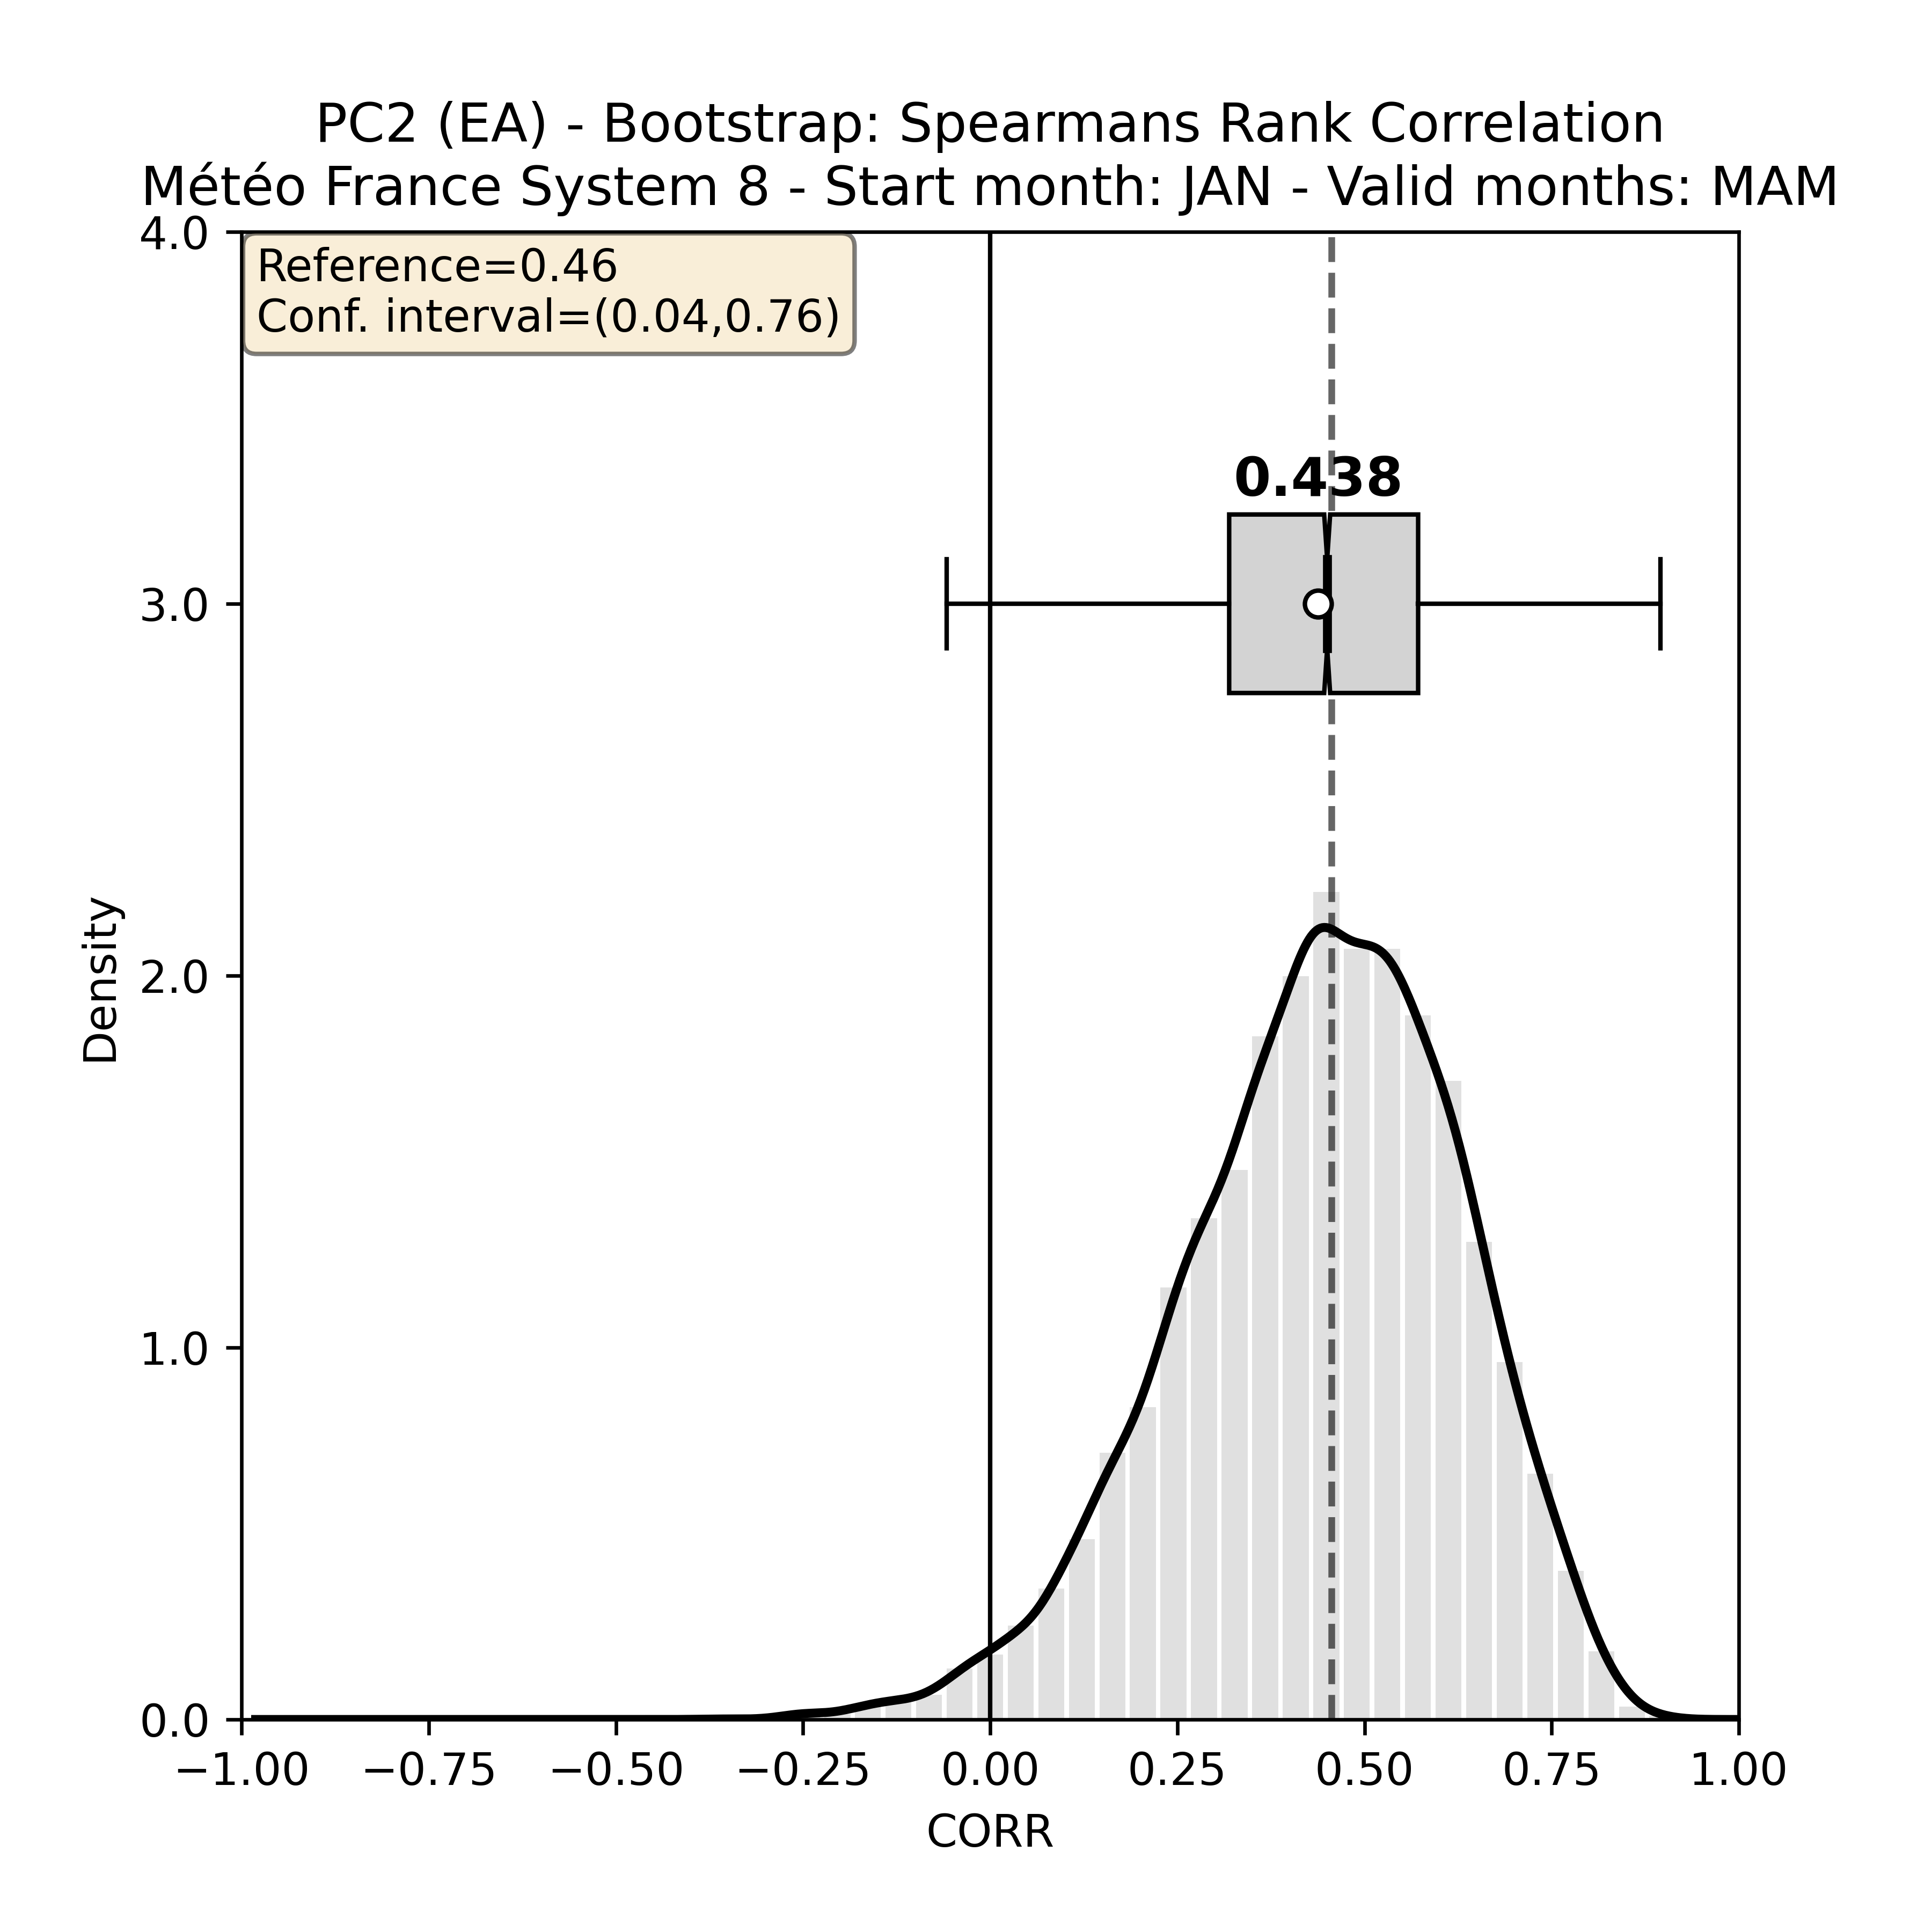 PC2 (EA) - Bootstrap: Spearmans Rank Correlation
Météo France System 8 - Start month: JAN - Valid months: MAM
4.0
Reference=0.46
Conf. interval=(0.04,0.76)
0.438
3.0
Density
2.0
1.0
0.0
−1.00 −0.75 −0.50 −0.25 0.00 0.25 0.50 0.75 1.00
CORR